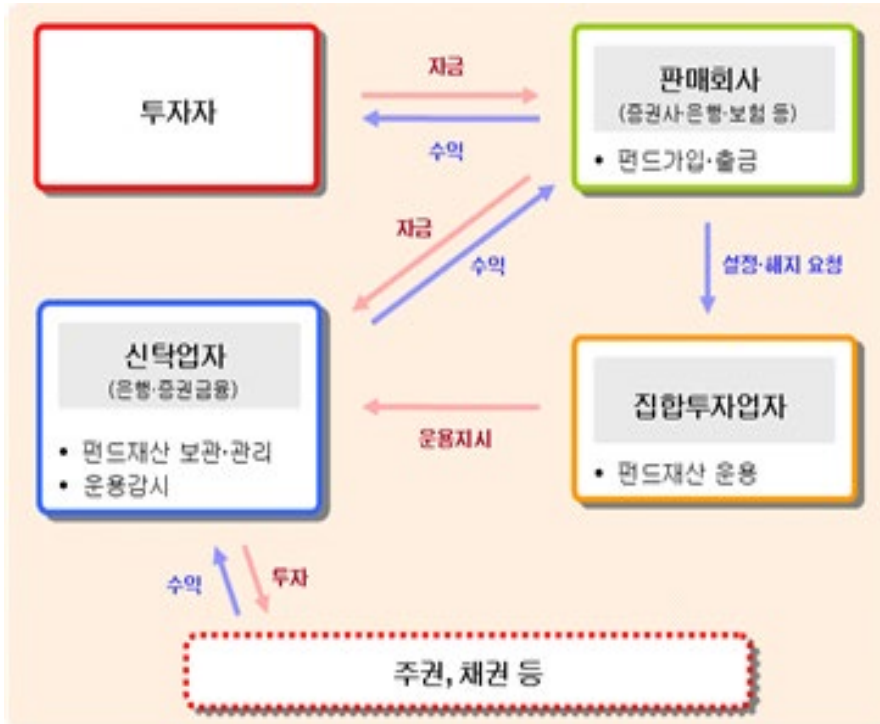 투자자
자금
수익
판매회사
(증권사·은행·보험 등)
• 펀드가입·출금
자금
수익
설정·해지 요청
신탁업자
(은행·증권금융)
• 펀드재산 보관·관리
• 운용감시
운용지시
집합투자업자
• 펀드재산 운용
수익
투자
주권, 채권 등